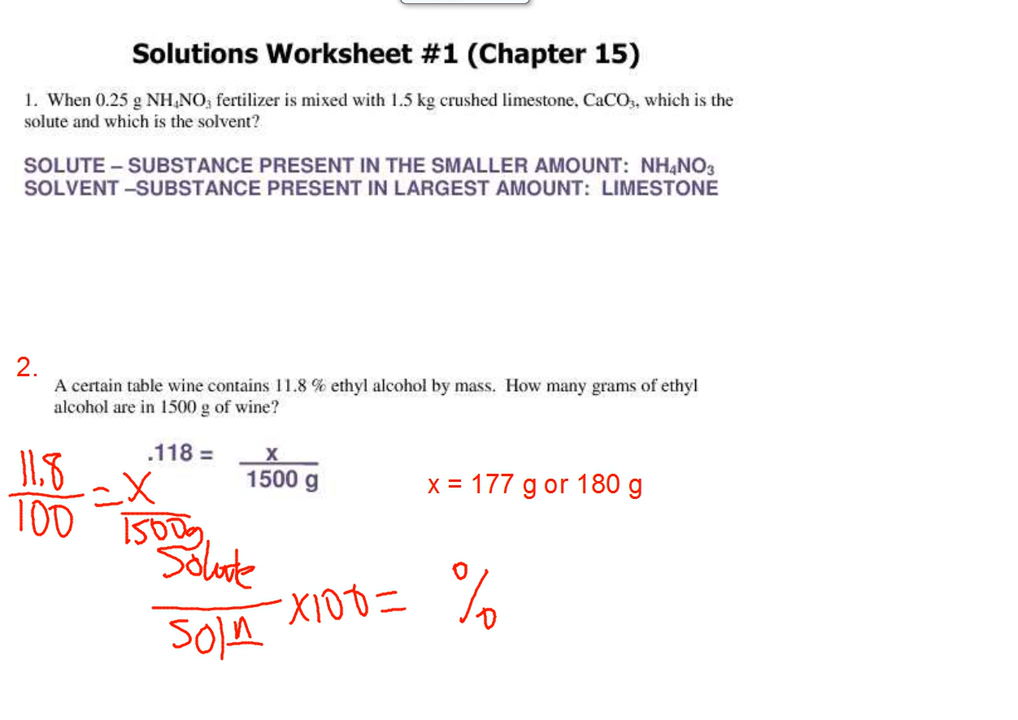 Solutions Worksheet #1 (Chapter 15)
1. When 0.25 g NH₄NO₃ fertilizer is mixed with 1.5 kg crushed limestone, CaCO₃, which is the
solute and which is the solvent?
SOLUTE – SUBSTANCE PRESENT IN THE SMALLER AMOUNT: NH₄NO₃
SOLVENT –SUBSTANCE PRESENT IN LARGEST AMOUNT: LIMESTONE
2.
A certain table wine contains 11.8 % ethyl alcohol by mass. How many grams of ethyl
alcohol are in 1500 g of wine?
.118 = x
1500 g
x = 177 g or 180 g
11.8
100
= x
1500g
Solute
soln
x100 = %